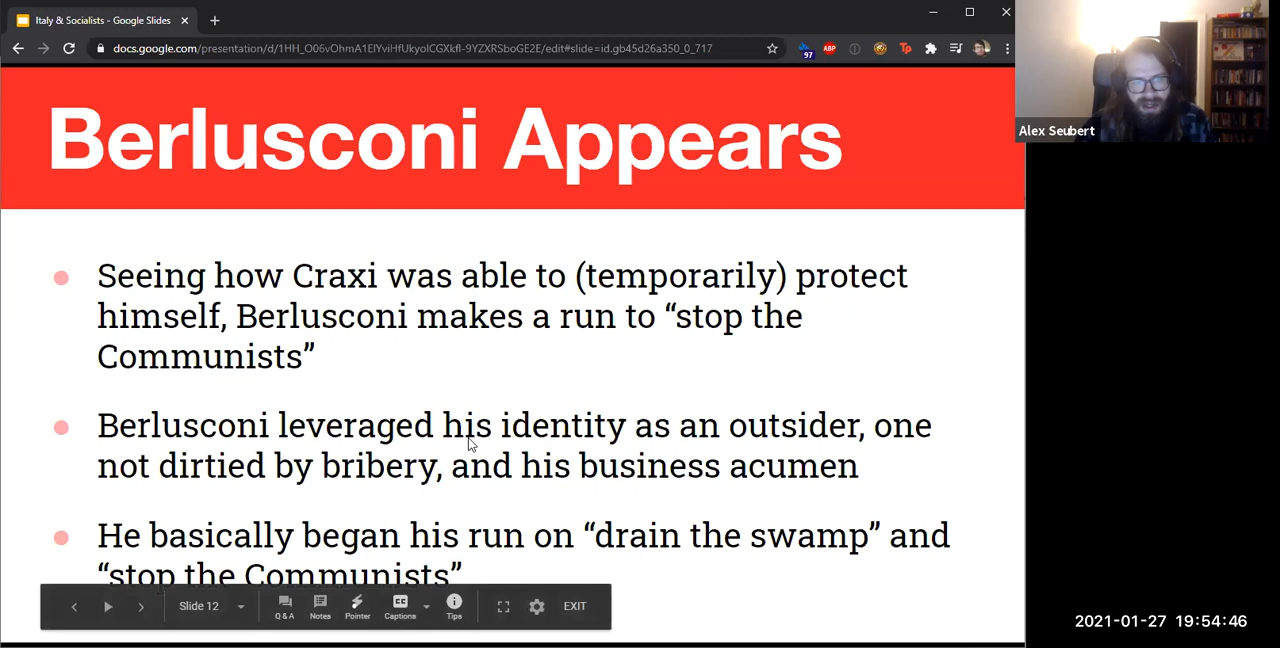 Italy & Socialists - Google Slides
docs.google.com/presentation/d/1HH_O06vOhmA1ElYviHfUkyolCGXkfl-9YZXRSboGE2E/edit#slide=id.gb45d26a350_0_717
97
ABP
Tp
Alex Seubert
Berlusconi Appears
Seeing how Craxi was able to (temporarily) protect
himself, Berlusconi makes a run to “stop the
Communists”
Berlusconi leveraged his identity as an outsider, one
not dirtied by bribery, and his business acumen
He basically began his run on “drain the swamp” and
“stop the Communists”
Slide 12
Q & A
Notes
Pointer
CC
Captions
Tips
EXIT
2021-01-27 19:54:46